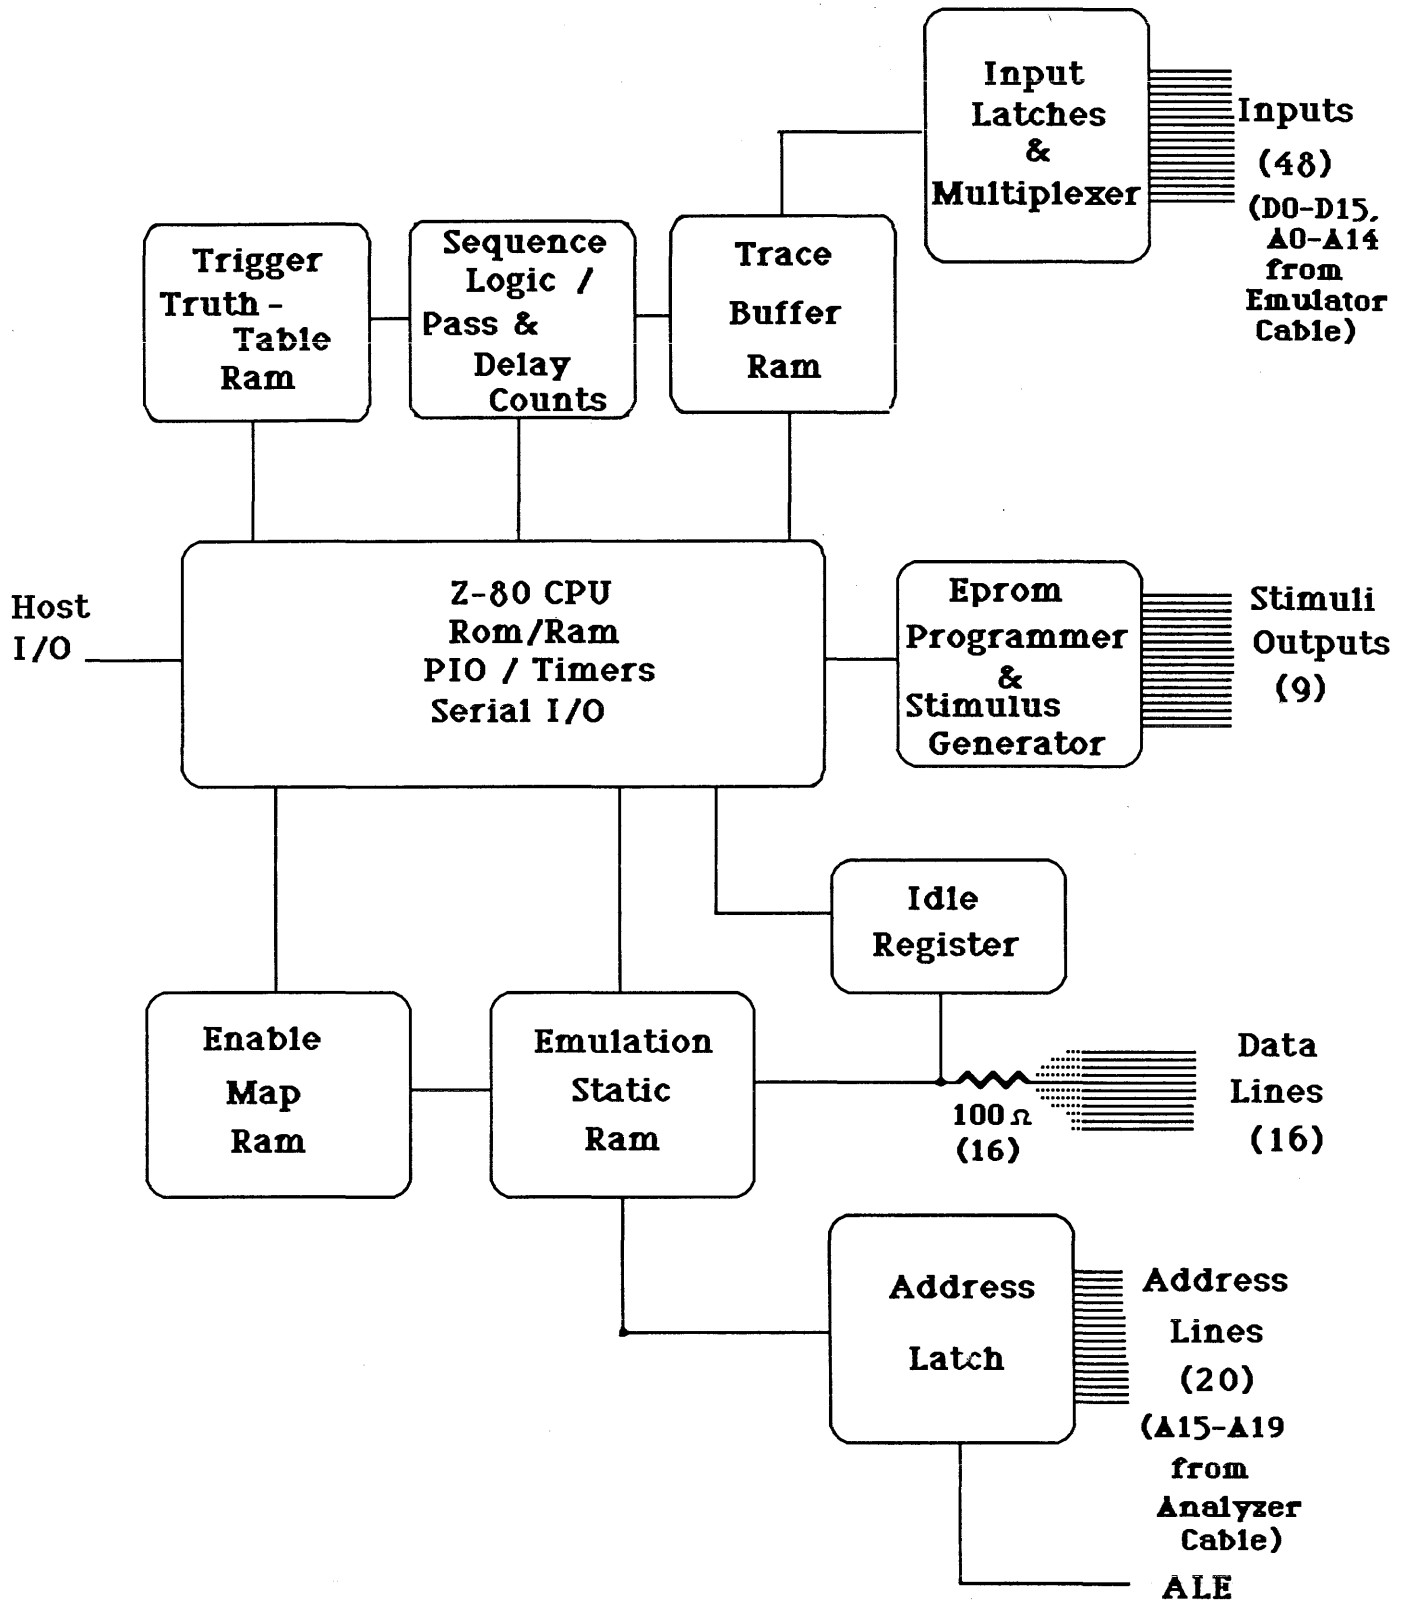 Input
Latches
&
Multiplexer
Inputs
(48)
(D0-D15,
A0-A14
from
Emulator
Cable)
Trigger
Truth-
Table
Ram
Sequence
Logic /
Pass &
Delay
Counts
Trace
Buffer
Ram
Host
I/O
Z-80 CPU
Rom/Ram
PIO / Timers
Serial I/O
Eprom
Programmer
&
Stimulus
Generator
Stimuli
Outputs
(9)
Idle
Register
Enable
Map
Ram
Emulation
Static
Ram
100 Ω
(16)
Data
Lines
(16)
Address
Latch
Address
Lines
(20)
(A15-A19
from
Analyzer
Cable)
ALE